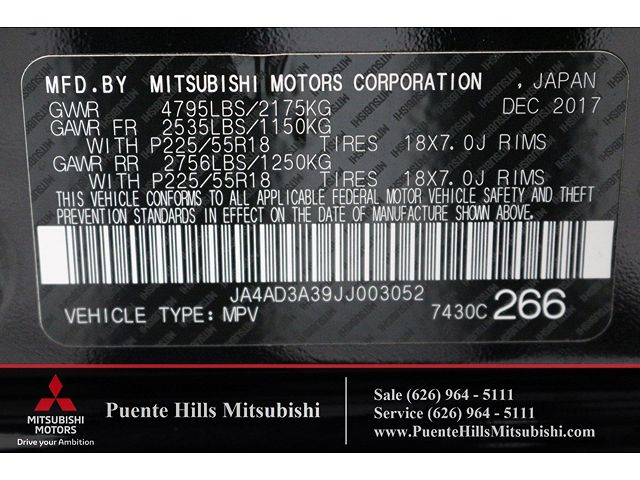 MFD.BY MITSUBISHI MOTORS CORPORATION , JAPAN
GVWR 4795LBS/2175KG DEC 2017
GAWR FR 2535LBS/1150KG
WITH P225/55R18 TIRES 18X7.0J RIMS
GAWR RR 2756LBS/1250KG
WITH P225/55R18 TIRES 18X7.0J RIMS
THIS VEHICLE CONFORMS TO ALL APPLICABLE FEDERAL MOTOR VEHICLE SAFETY AND THEFT
PREVENTION STANDARDS IN EFFECT ON THE DATE OF MANUFACTURE SHOWN ABOVE.
JA4AD3A39JJ003052
VEHICLE TYPE:MPV 7430C 266
MITSUBISHI
MOTORS
Drive your Ambition
Puente Hills Mitsubishi
Sale (626) 964 - 5111
Service (626) 964 - 5111
www.PuenteHillsMitsubishi.com